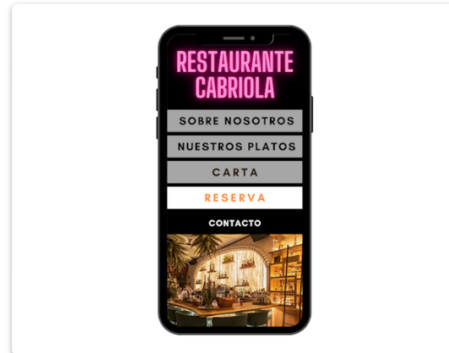 RESTAURANTE
CABRIOLA
SOBRE NOSOTROS
NUESTROS PLATOS
CARTA
RESERVA
CONTACTO